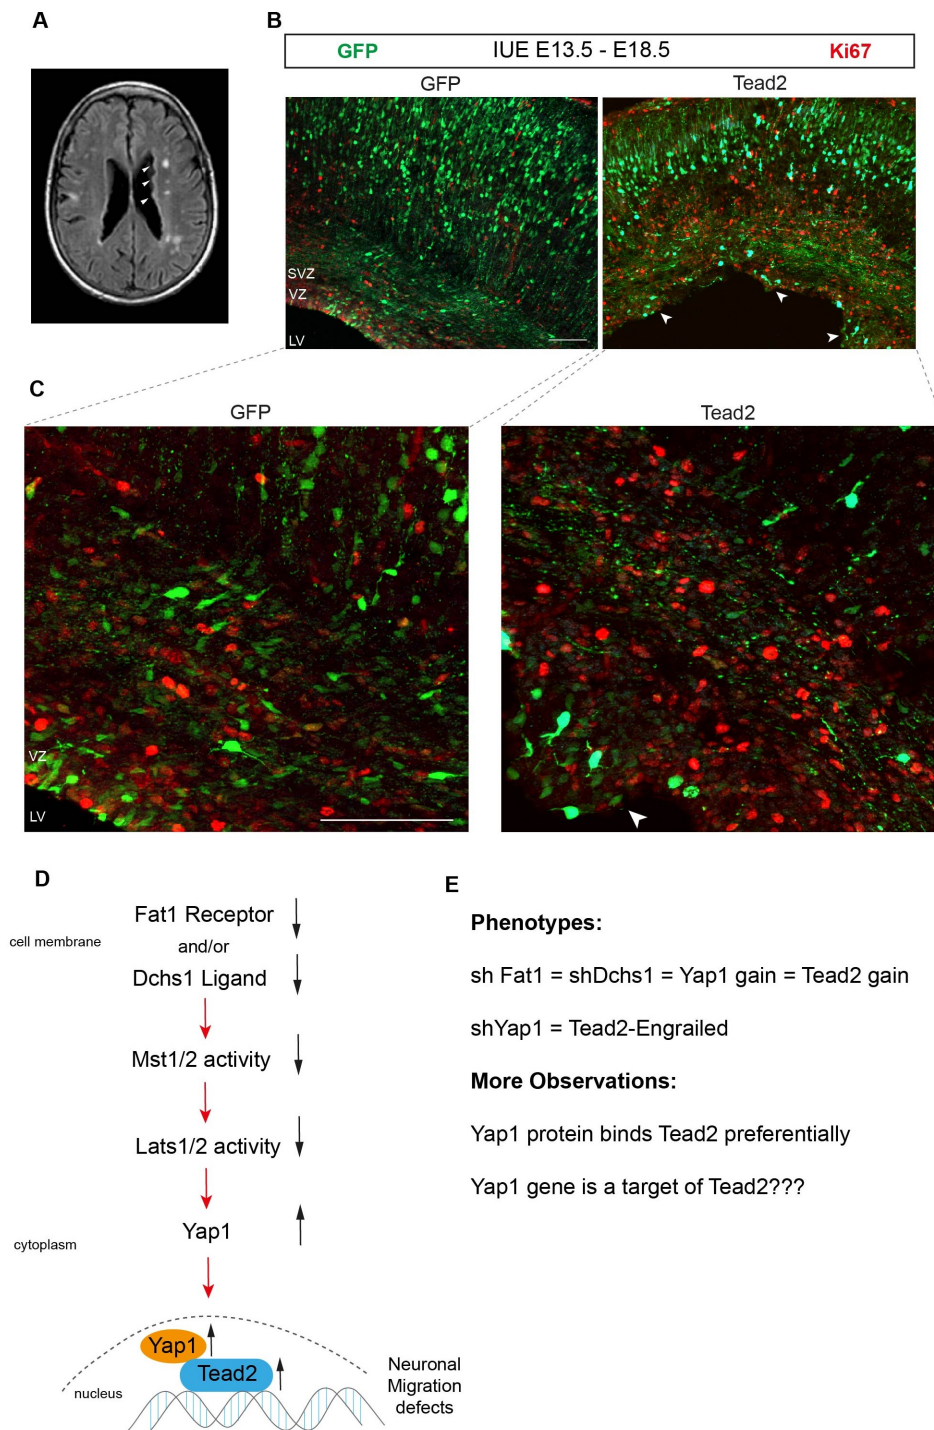 A
B
GFP IUE E13.5 - E18.5 Ki67
GFP
Tead2
SVZ
VZ
LV
C
GFP
Tead2
VZ
LV
D
Fat1 Receptor
cell membrane
and/or
Dchs1 Ligand
Mst1/2 activity
Lats1/2 activity
Yap1
cytoplasm
Yap1
Tead2
nucleus
Neuronal
Migration
defects
E
Phenotypes:
sh Fat1 = shDchs1 = Yap1 gain = Tead2 gain
shYap1 = Tead2-Engrailed
More Observations:
Yap1 protein binds Tead2 preferentially
Yap1 gene is a target of Tead2???